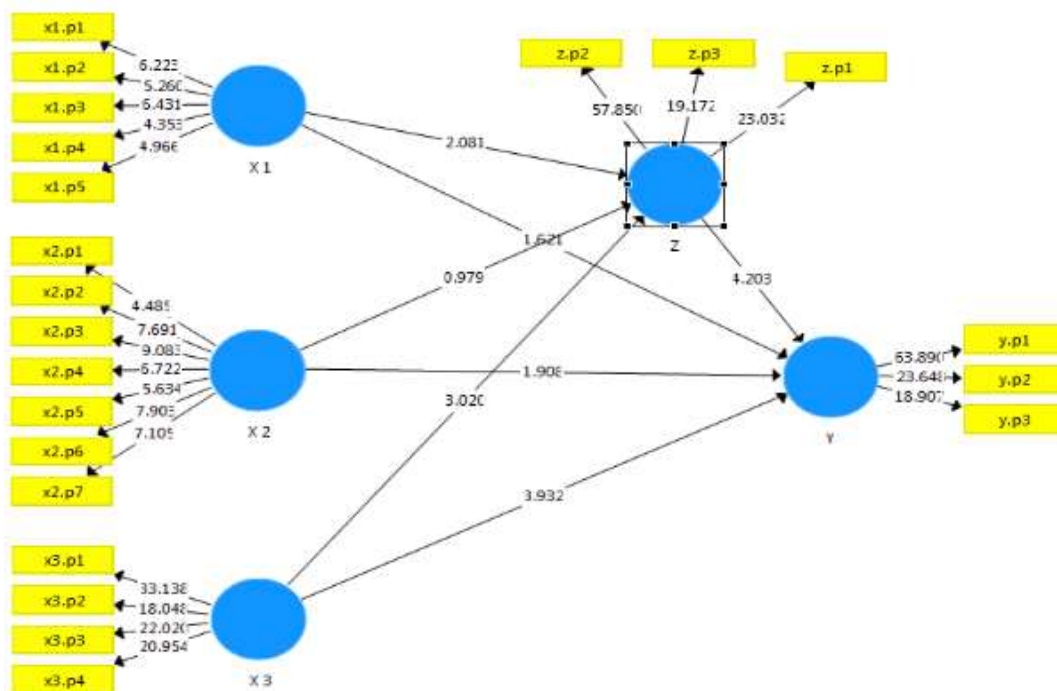 x1.p1
x1.p2
x1.p3
x1.p4
x1.p5
6.223
5.260
6.431
4.353
4.966
X 1
z.p2
z.p3
z.p1
57.850
19.172
23.032
Z
2.081
1.621
0.979
4.203
x2.p1
x2.p2
x2.p3
x2.p4
x2.p5
x2.p6
x2.p7
4.485
7.691
9.083
6.722
5.634
7.903
7.105
X 2
1.908
3.020
3.932
Y
63.890
23.648
18.907
y.p1
y.p2
y.p3
x3.p1
x3.p2
x3.p3
x3.p4
33.138
18.048
22.020
20.954
X 3